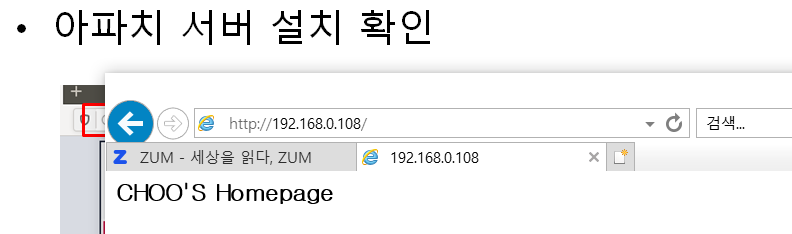 • 아파치 서버 설치 확인
http://192.168.0.108/
검색...
ZUM - 세상을 읽다, ZUM
192.168.0.108
CHOO'S Homepage